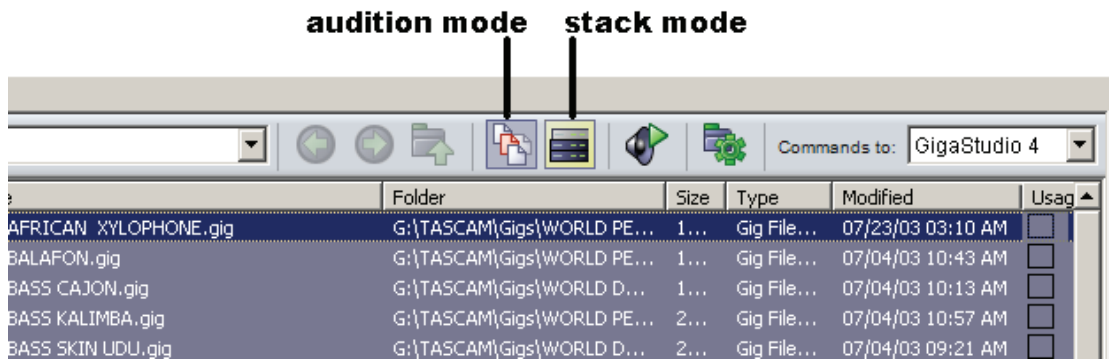 audition mode stack mode
Commands to: GigaStudio 4
Folder Size Type Modified Usag
AFRICAN XYLOPHONE.gig G:\TASCAM\Gigs\WORLD PE... 1... Gig File... 07/23/03 03:10 AM
BALAFON.gig G:\TASCAM\Gigs\WORLD PE... 1... Gig File... 07/04/03 10:43 AM
BASS CAJON.gig G:\TASCAM\Gigs\WORLD D... 1... Gig File... 07/04/03 10:13 AM
BASS KALIMBA.gig G:\TASCAM\Gigs\WORLD PE... 2... Gig File... 07/04/03 10:57 AM
BASS SKIN UDU.gig G:\TASCAM\Gigs\WORLD D... 2... Gig File... 07/04/03 09:21 AM